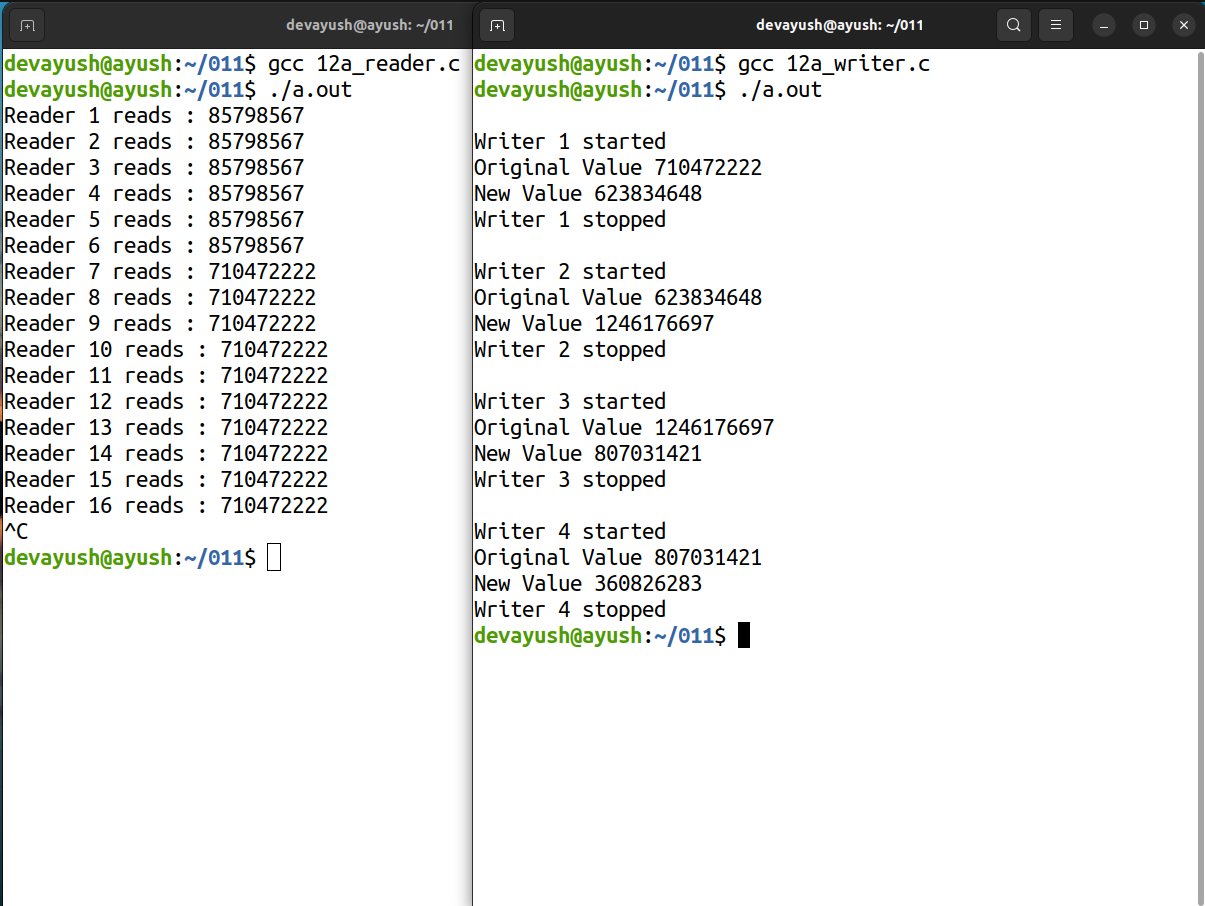 devayush@ayush: ~/011
devayush@ayush:~/011$ gcc 12a_reader.c
devayush@ayush:~/011$ ./a.out
Reader 1 reads : 85798567
Reader 2 reads : 85798567
Reader 3 reads : 85798567
Reader 4 reads : 85798567
Reader 5 reads : 85798567
Reader 6 reads : 85798567
Reader 7 reads : 710472222
Reader 8 reads : 710472222
Reader 9 reads : 710472222
Reader 10 reads : 710472222
Reader 11 reads : 710472222
Reader 12 reads : 710472222
Reader 13 reads : 710472222
Reader 14 reads : 710472222
Reader 15 reads : 710472222
Reader 16 reads : 710472222
^C
devayush@ayush:~/011$
devayush@ayush: ~/011
devayush@ayush:~/011$ gcc 12a_writer.c
devayush@ayush:~/011$ ./a.out
Writer 1 started
Original Value 710472222
New Value 623834648
Writer 1 stopped
Writer 2 started
Original Value 623834648
New Value 1246176697
Writer 2 stopped
Writer 3 started
Original Value 1246176697
New Value 807031421
Writer 3 stopped
Writer 4 started
Original Value 807031421
New Value 360826283
Writer 4 stopped
devayush@ayush:~/011$